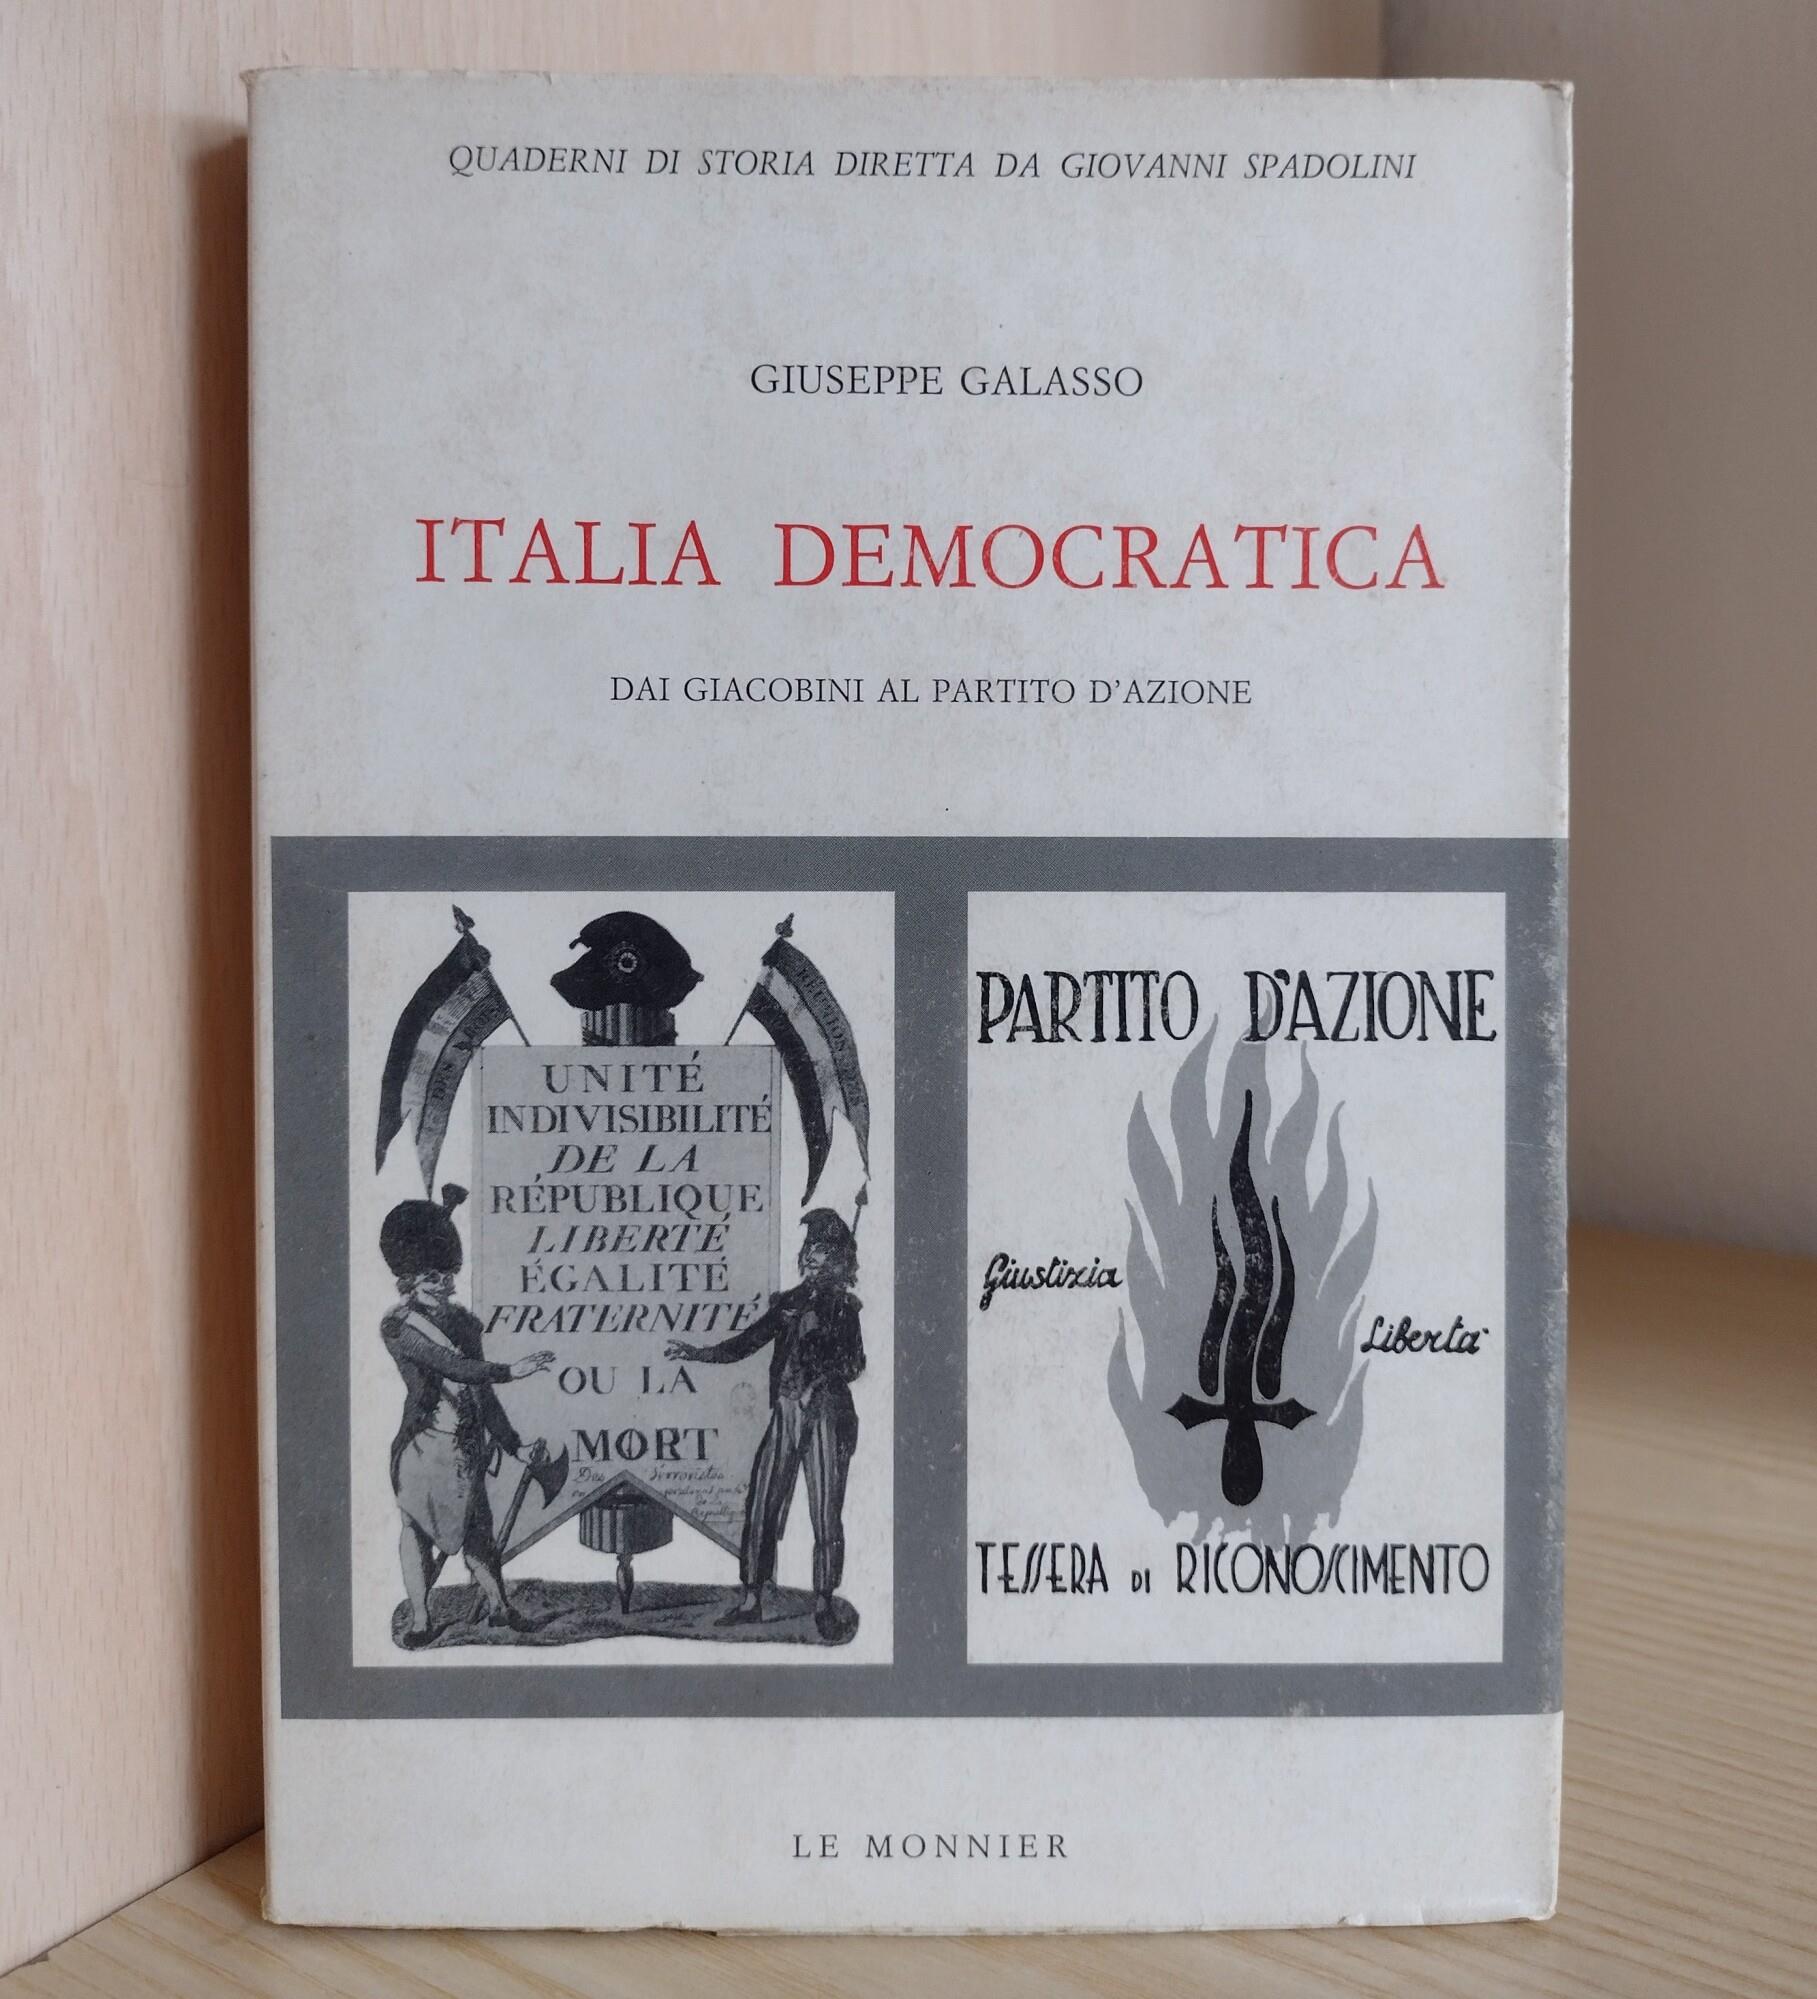 QUADERNI DI STORIA DIRETTA DA GIOVANNI SPADOLINI
GIUSEPPE GALASSO
ITALIA DEMOCRATICA
DAI GIACOBINI AL PARTITO D'AZIONE
UNITÉ
INDIVISIBILITÉ
DE LA
RÉPUBLIQUE
LIBERTÉ
ÉGALITÉ
FRATERNITÉ
OU LA
MORT
PARTITO D'AZIONE
Giustizia
Libertà
TESSERA DI RICONOSCIMENTO
LE MONNIER